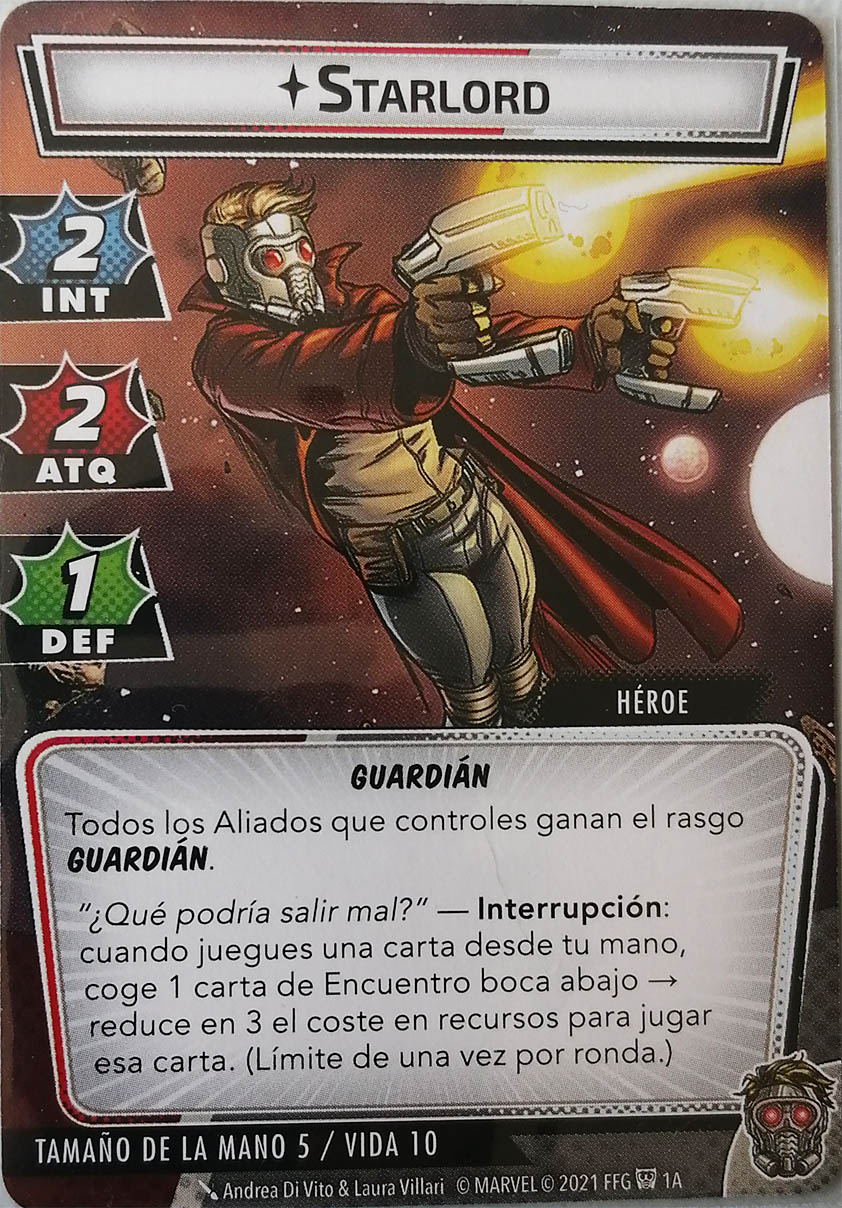 STARLORD
2
INT
2
ATQ
1
DEF
HÉROE
GUARDIÁN
Todos los Aliados que controles ganan el rasgo
GUARDIÁN.
“¿Qué podría salir mal?” — Interrupción:
cuando juegues una carta desde tu mano,
coge 1 carta de Encuentro boca abajo →
reduce en 3 el coste en recursos para jugar
esa carta. (Límite de una vez por ronda.)
TAMAÑO DE LA MANO 5 / VIDA 10
Andrea Di Vito & Laura Villari © MARVEL © 2021 FFG 1A